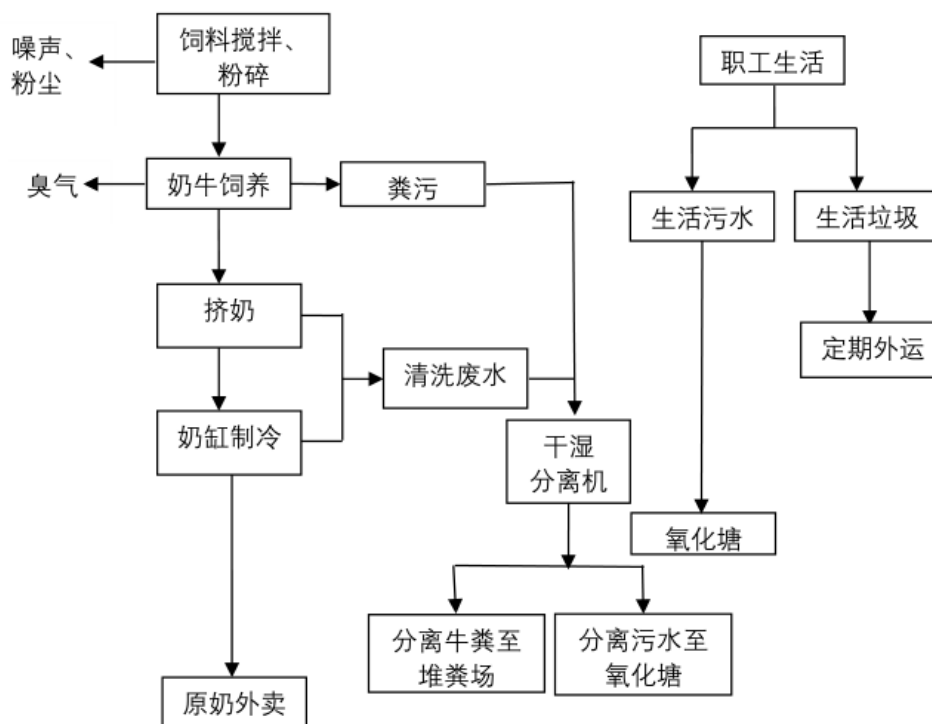 噪声、
粉尘
饲料搅拌、
粉碎
职工生活
臭气
奶牛饲养
粪污
生活污水
生活垃圾
挤奶
定期外运
清洗废水
奶缸制冷
干湿
分离机
氧化塘
分离牛粪至
堆粪场
分离污水至
氧化塘
原奶外卖